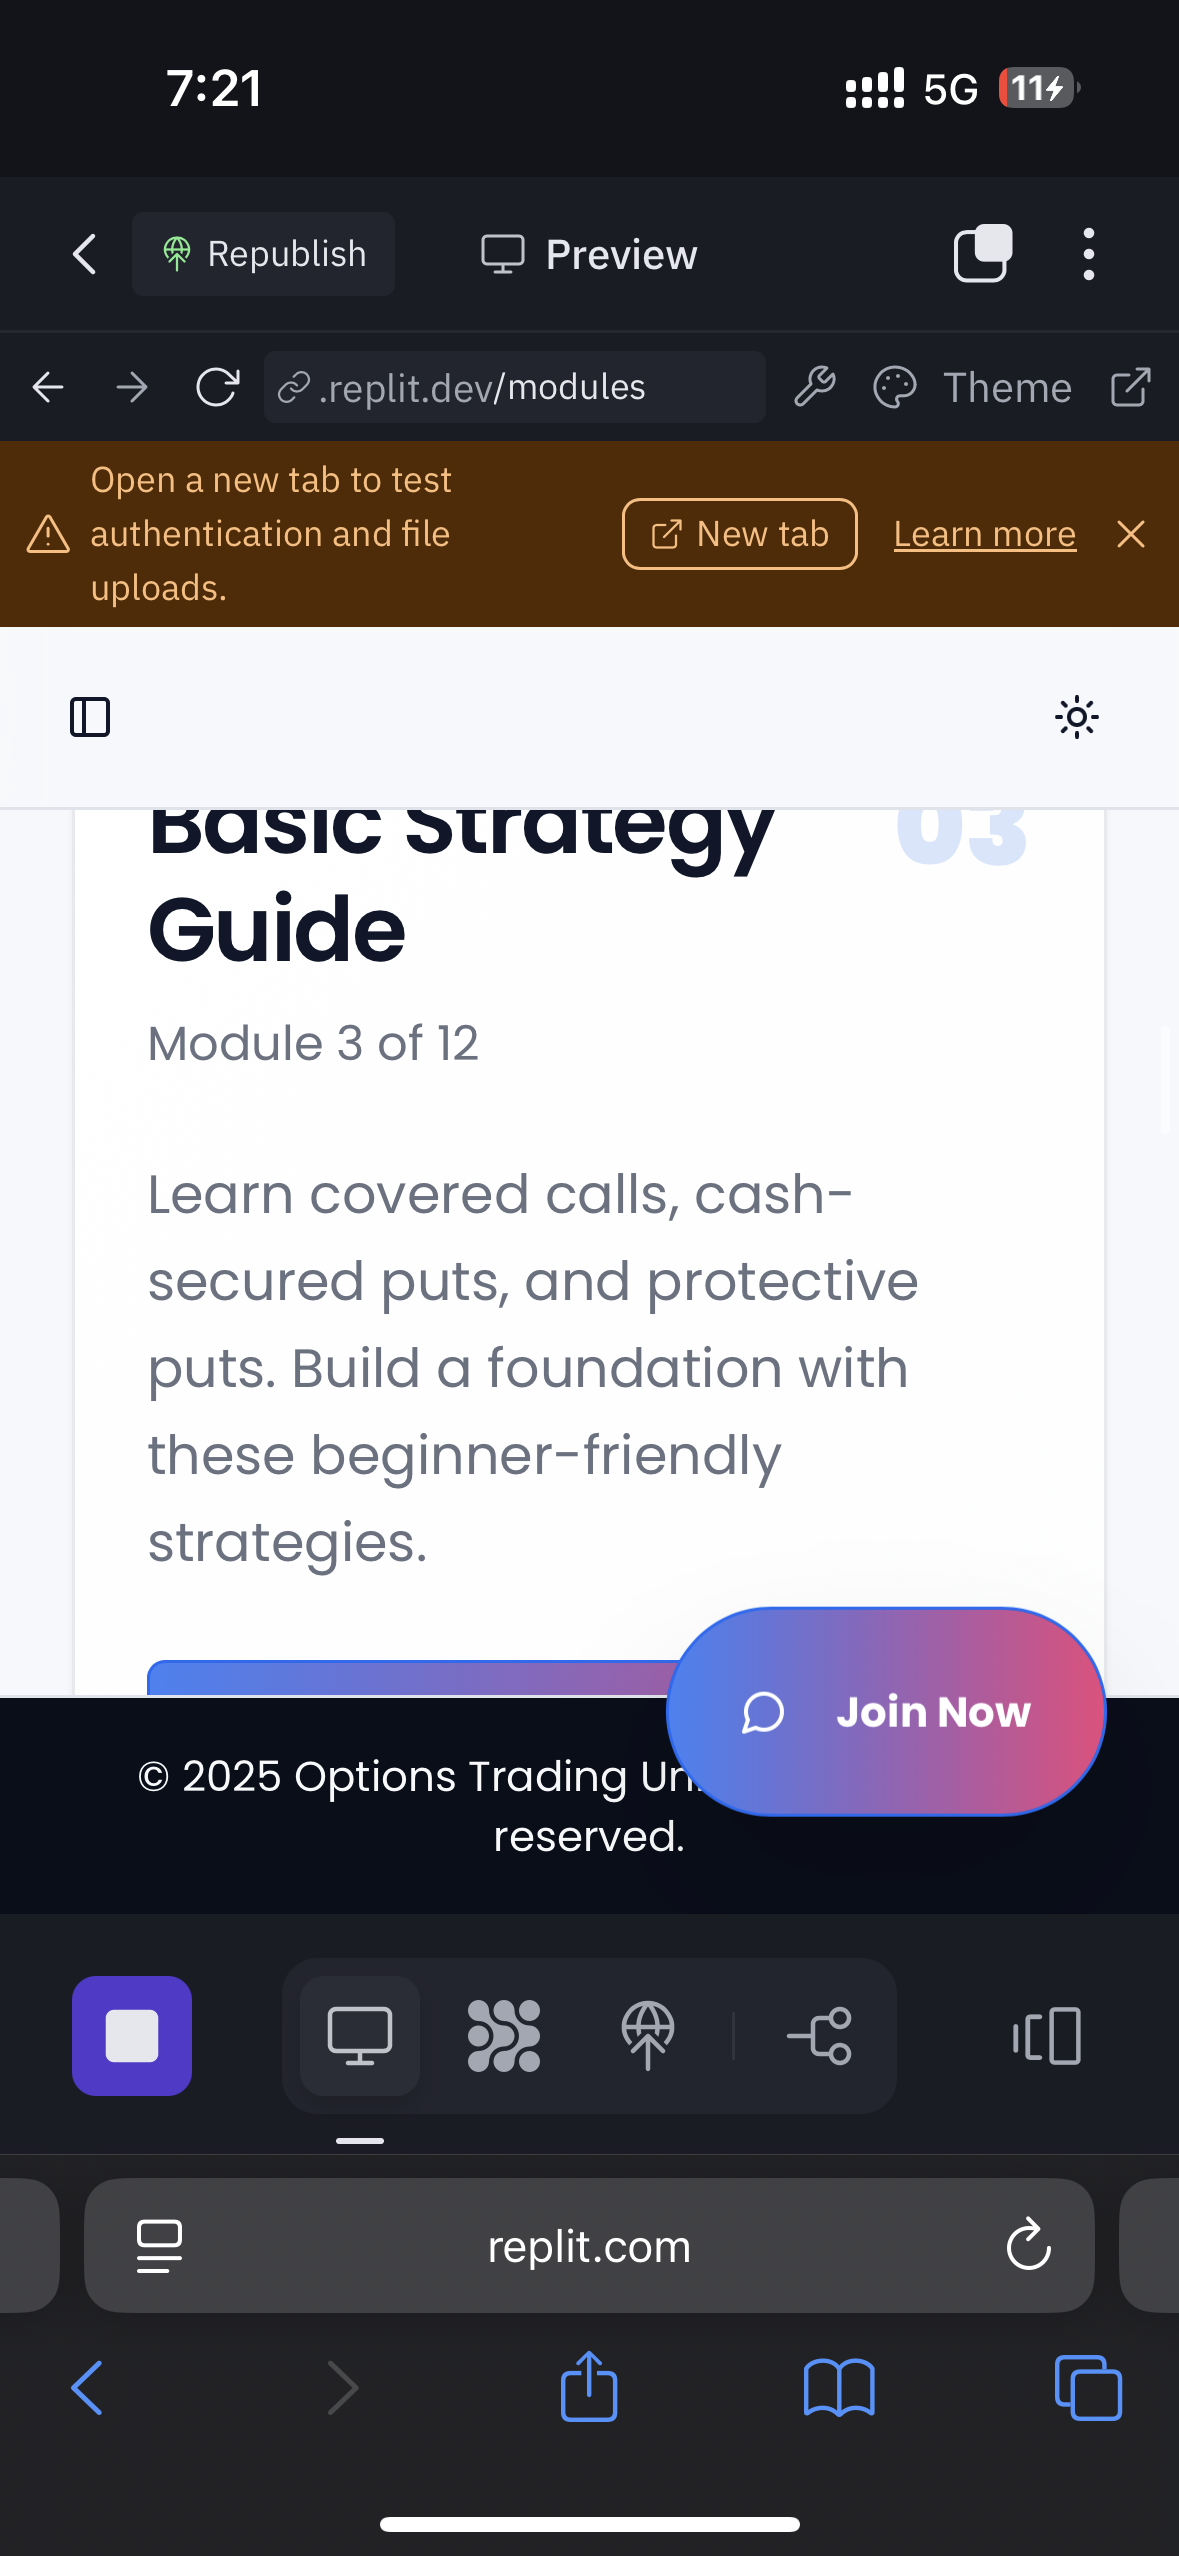 7:21
5G
11
Republish
Preview
.replit.dev/modules
Theme
Open a new tab to test
authentication and file
uploads.
New tab
Learn more
Basic Strategy
03
Guide
Module 3 of 12
Learn covered calls, cash-
secured puts, and protective
puts. Build a foundation with
these beginner-friendly
strategies.
Join Now
© 2025 Options Trading
reserved.
replit.com